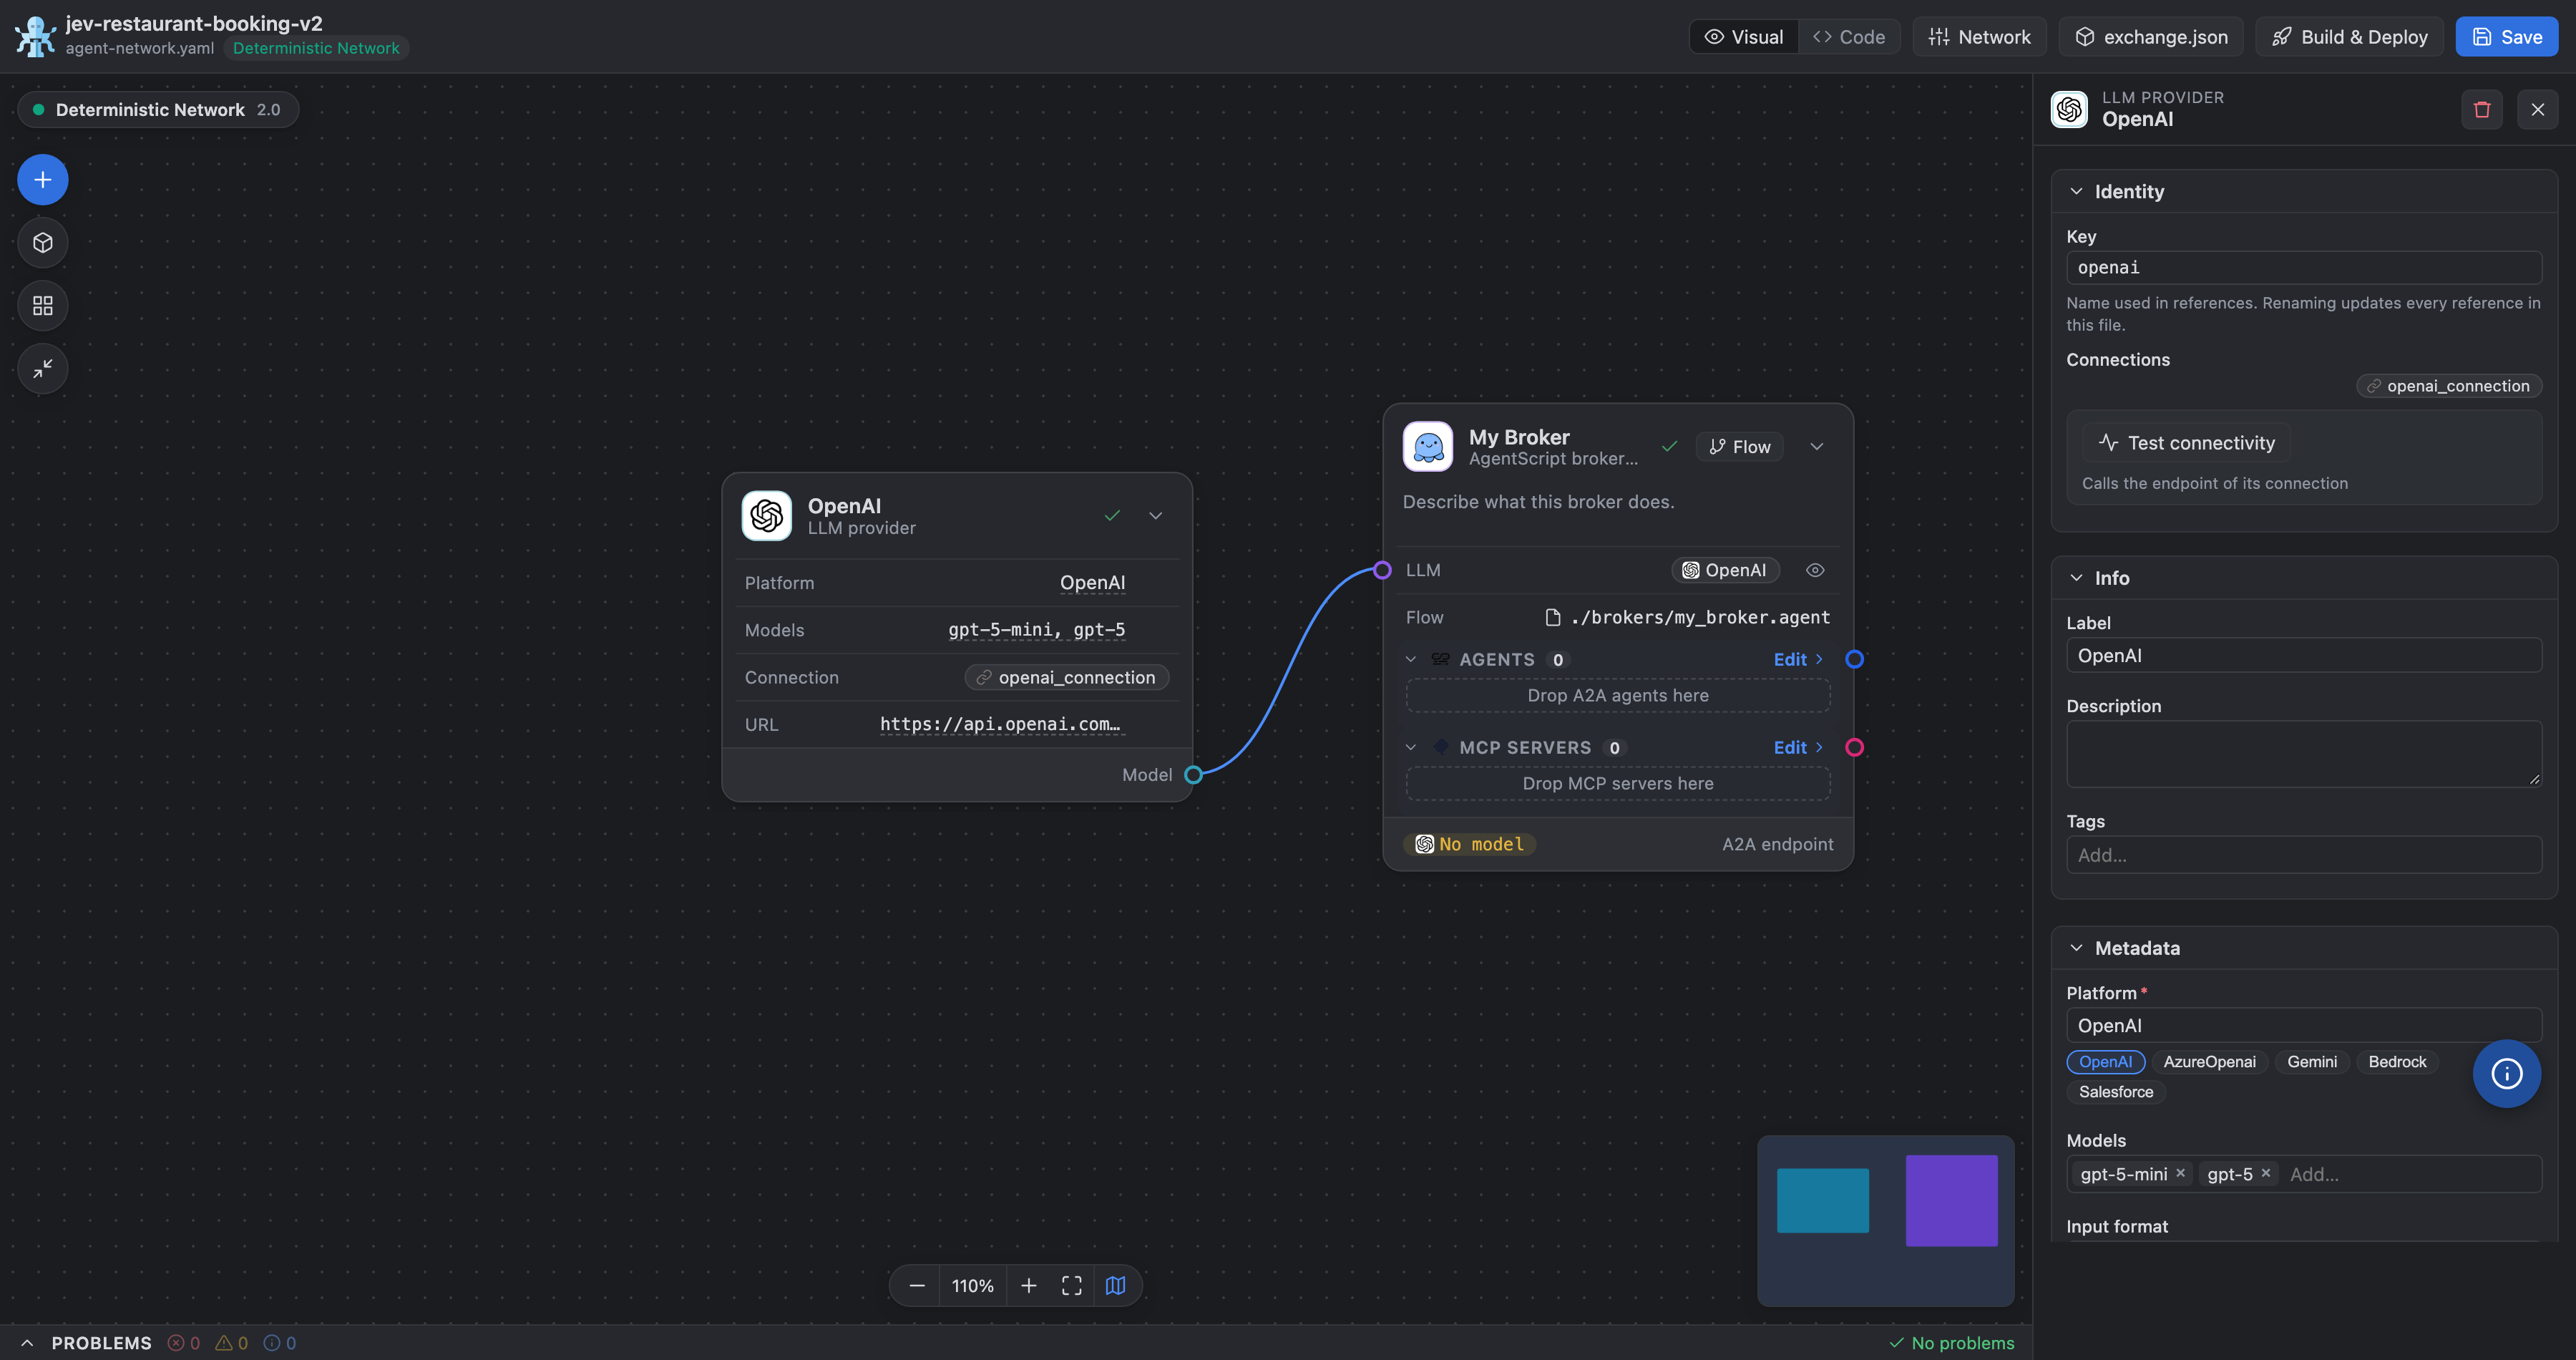 jev-restaurant-booking-v2
agent-network.yaml Deterministic Network
Visual Code Network exchange.json Build & Deploy Save
Deterministic Network 2.0
OpenAI
LLM provider
Platform OpenAI
Models gpt-5-mini, gpt-5
Connection openai_connection
URL https://api.openai.com…
Model
My Broker
AgentScript broker…
Flow
Describe what this broker does.
LLM OpenAI
Flow ./brokers/my_broker.agent
AGENTS 0 Edit
Drop A2A agents here
MCP SERVERS 0 Edit
Drop MCP servers here
No model A2A endpoint
110%
PROBLEMS 0 0 0
No problems
LLM PROVIDER
OpenAI
Identity
Key
openai
Name used in references. Renaming updates every reference in
this file.
Connections
openai_connection
Test connectivity
Calls the endpoint of its connection
Info
Label
OpenAI
Description
Tags
Add...
Metadata
Platform*
OpenAI
OpenAI AzureOpenai Gemini Bedrock
Salesforce
Models
gpt-5-mini × gpt-5 × Add...
Input format